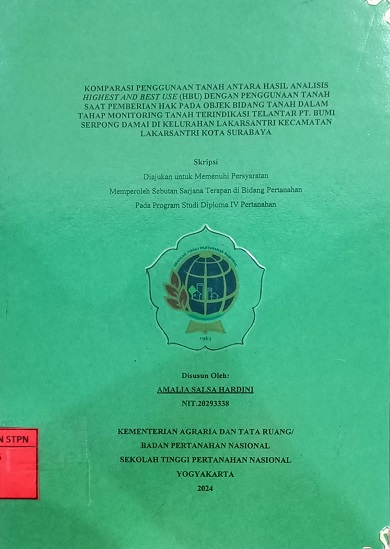 KOMPARASI PENGGUNAAN TANAH ANTARA HASIL ANALISIS
HIGHEST AND BEST USE (HBU) DENGAN PENGGUNAAN TANAH
SAAT PEMBERIAN HAK PADA OBJEK BIDANG TANAH DALAM
TAHAP MONITORING TANAH TERINDIKASI TELANTAR PT. BUMI
SERPONG DAMAI DI KELURAHAN LAKARSANTRI KECAMATAN
LAKARSANTRI KOTA SURABAYA
Skripsi
Diajukan untuk Memenuhi Persyaratan
Memperoleh Sebutan Sarjana Terapan di Bidang Pertanahan
Pada Program Studi Diploma IV Pertanahan
SEKOLAH TINGGI PERTANAHAN NASIONAL
1963
Disusun Oleh:
AMALIA SALSA HARDINI
NIT.20293338
N STPN
KEMENTERIAN AGRARIA DAN TATA RUANG/
BADAN PERTANAHAN NASIONAL
SEKOLAH TINGGI PERTANAHAN NASIONAL
YOGYAKARTA
2024